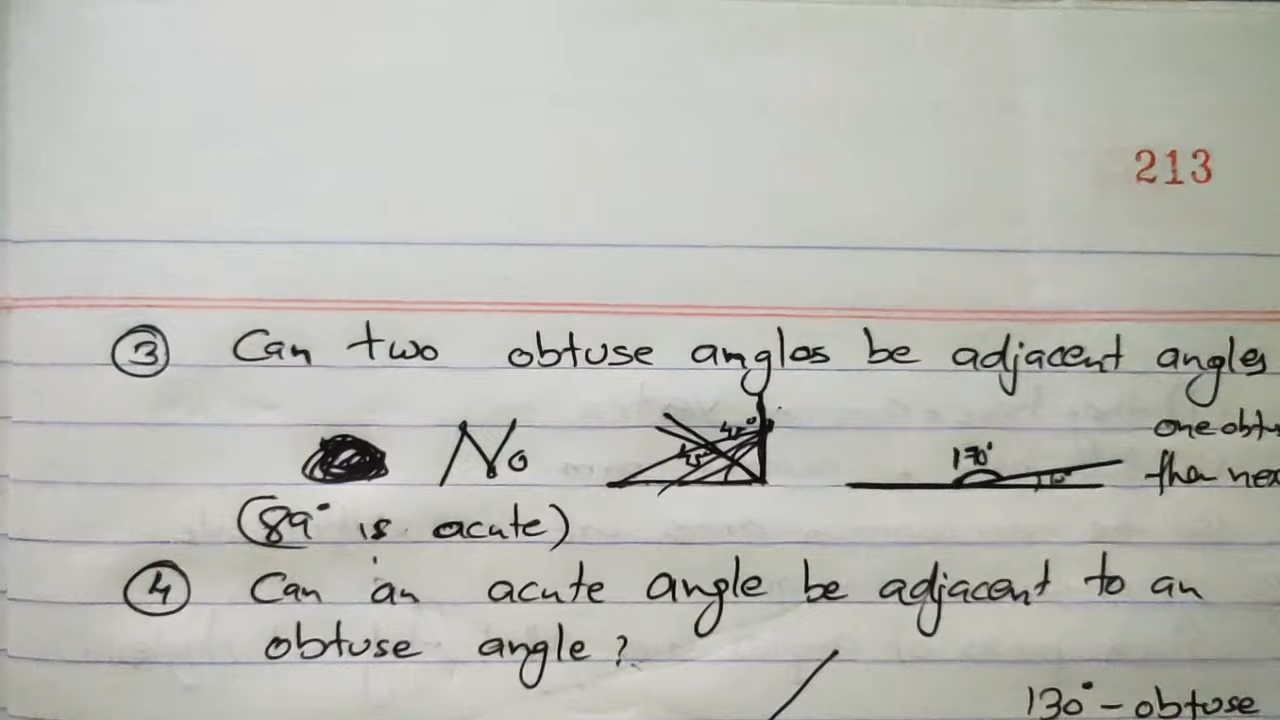 213
③ Can two obtuse angles be adjacent angles
No 45° 45° 170° 10° one obtu
(89° is acute) than nex
④ Can an acute angle be adjacent to an
obtuse angle?
130° - obtuse